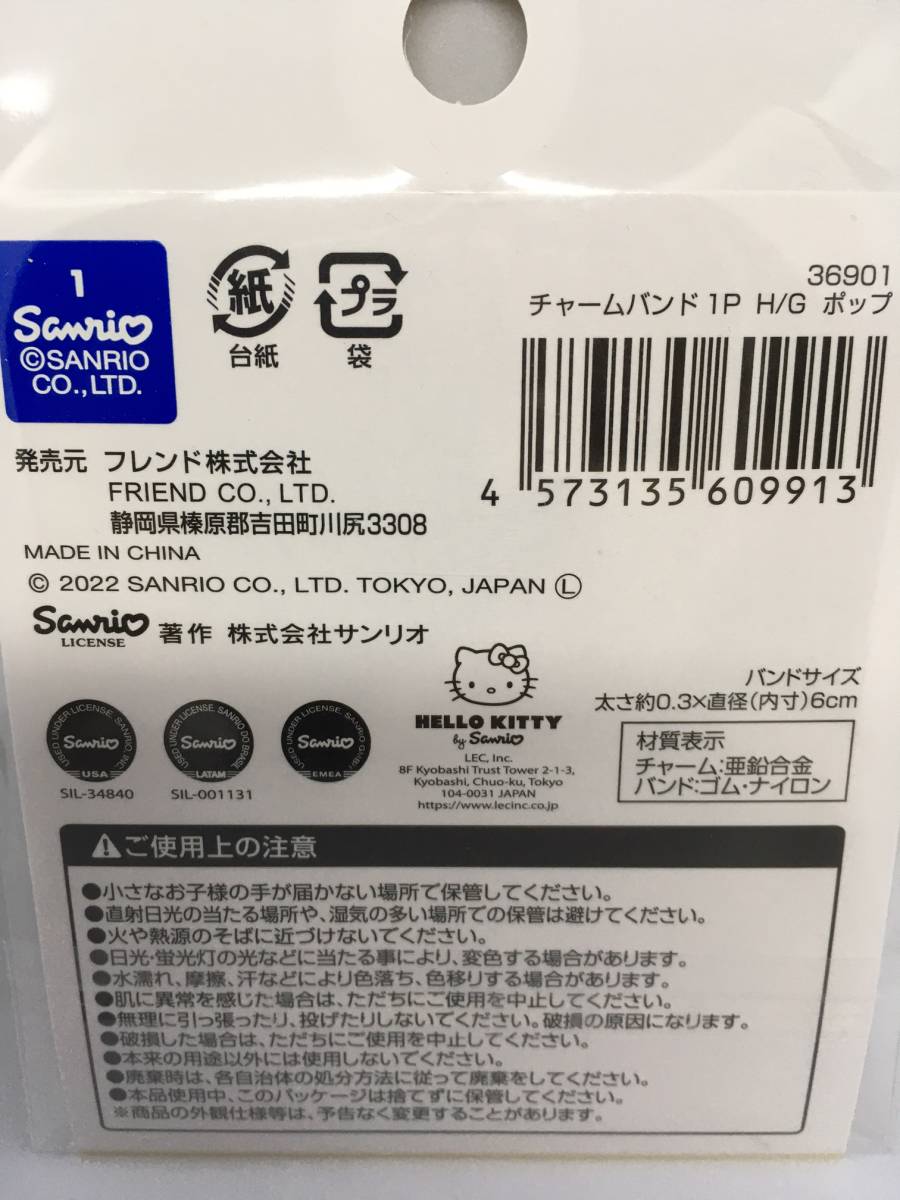 1
Sanrio
©SANRIO
CO.,LTD.
紙
台紙
プラ
袋
36901
チャームバンド1P H/G ポップ
4 573135 609913
発売元 フレンド株式会社
FRIEND CO., LTD.
静岡県榛原郡吉田町川尻3308
MADE IN CHINA
© 2022 SANRIO CO., LTD. TOKYO, JAPAN Ⓛ
Sanrio
LICENSE
著作 株式会社サンリオ
USED UNDER LICENSE. SANRIO, INC.
Sanrio
USA
SIL-34840
USED UNDER LICENSE. SANRIO DO BRASIL
Sanrio
LATAM
SIL-001131
USED UNDER LICENSE. SANRIO GMBH
Sanrio
EMEA
HELLO KITTY
by Sanrio
LEC, Inc.
8F Kyobashi Trust Tower 2-1-3,
Kyobashi, Chuo-ku, Tokyo
104-0031 JAPAN
https://www.lecinc.co.jp
バンドサイズ
太さ約0.3×直径(内寸)6cm
材質表示
チャーム:亜鉛合金
バンド:ゴム・ナイロン
⚠ご使用上の注意
●小さなお子様の手が届かない場所で保管してください。
●直射日光の当たる場所や、湿気の多い場所での保管は避けてください。
●火や熱源のそばに近づけないでください。
●日光・蛍光灯の光などに当たる事により、変色する場合があります。
●水濡れ、摩擦、汗などにより色落ち、色移りする場合があります。
●肌に異常を感じた場合は、ただちにご使用を中止してください。
●無理に引っ張ったり、投げたりしないでください。破損の原因になります。
●破損した場合は、ただちにご使用を中止してください。
●本来の用途以外には使用しないでください。
●廃棄時は、各自治体の処分方法に従って廃棄をしてください。
●本品使用中、このパッケージは捨てずに保管してください。
※商品の外観仕様等は、予告なく変更することがあります。